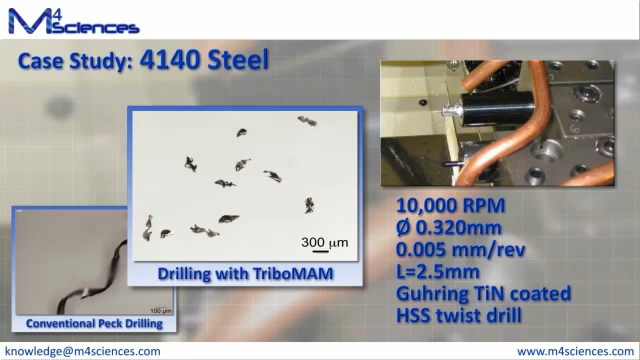 M4 Sciences
Case Study: 4140 Steel
300 µm
Drilling with TriboMAM
100 µm
Conventional Peck Drilling
10,000 RPM
Ø 0.320mm
0.005 mm/rev
L=2.5mm
Guhring TiN coated
HSS twist drill
knowledge@m4sciences.com
www.m4sciences.com